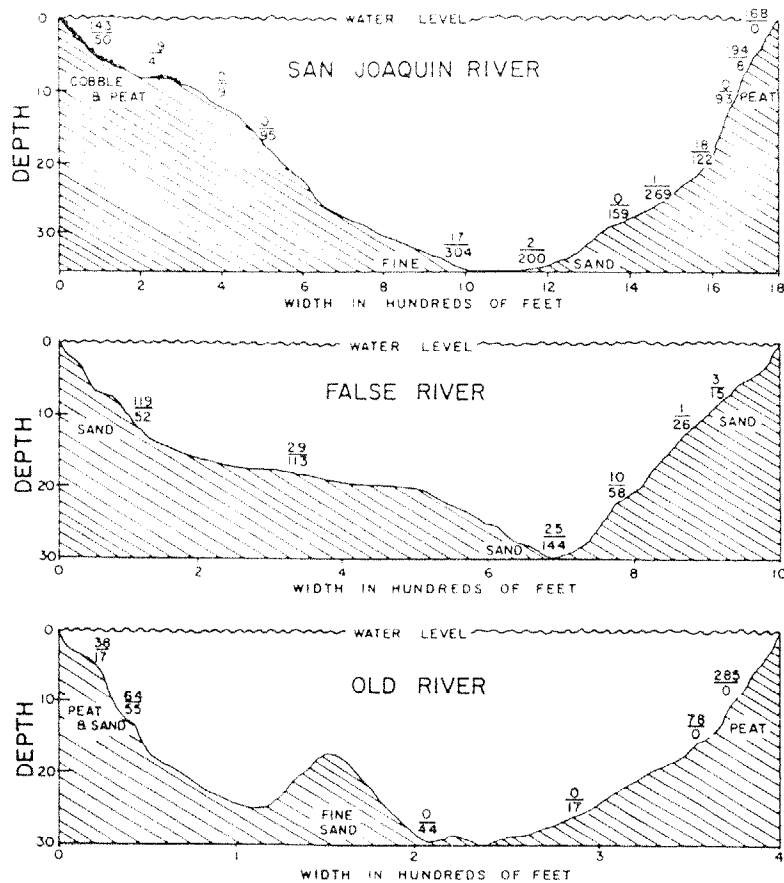 WATER LEVEL
SAN JOAQUIN RIVER
DEPTH
0
10
20
30
143/50
COBBLE & PEAT
0/95
17/304
FINE
2/200
SAND
0/159
1/269
18/122
0/93
PEAT
194/8
168/0
0 2 4 6 8 10 12 14 16 18
WIDTH IN HUNDREDS OF FEET
WATER LEVEL
FALSE RIVER
DEPTH
0
10
20
30
119/52
SAND
29/113
SAND
25/144
10/58
1/26
3/15
SAND
0 2 4 6 8 10
WIDTH IN HUNDREDS OF FEET
WATER LEVEL
OLD RIVER
DEPTH
0
10
20
30
38/17
64/55
PEAT & SAND
FINE SAND
0/44
0/17
78/0
285/0
PEAT
0 1 2 3 4
WIDTH IN HUNDREDS OF FEET